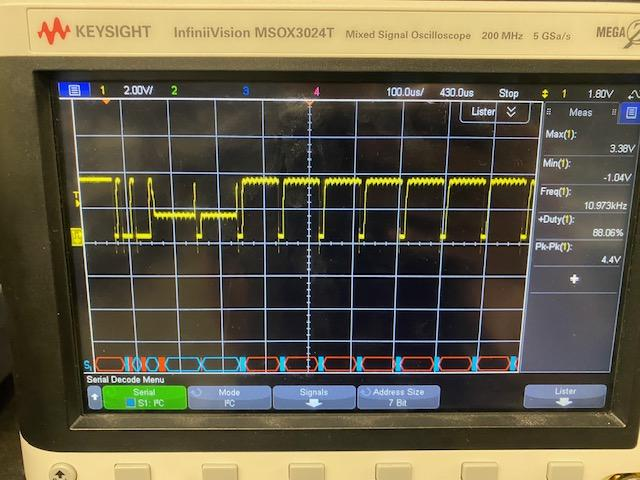 KEYSIGHT InfiniiVision MSOX3024T Mixed Signal Oscilloscope 200 MHz 5 GSa/s MEGA
1 2.00V/ 2 3 4 100.0us/ 430.0us Stop 1 1.80V
Lister
Meas
Max(1):
3.38V
Min(1):
-1.04V
Freq(1):
10.973kHz
+Duty(1):
88.06%
Pk-Pk(1):
4.4V
Serial Decode Menu
Serial
S1: I²C
Mode
I²C
Signals
Address Size
7 Bit
Lister